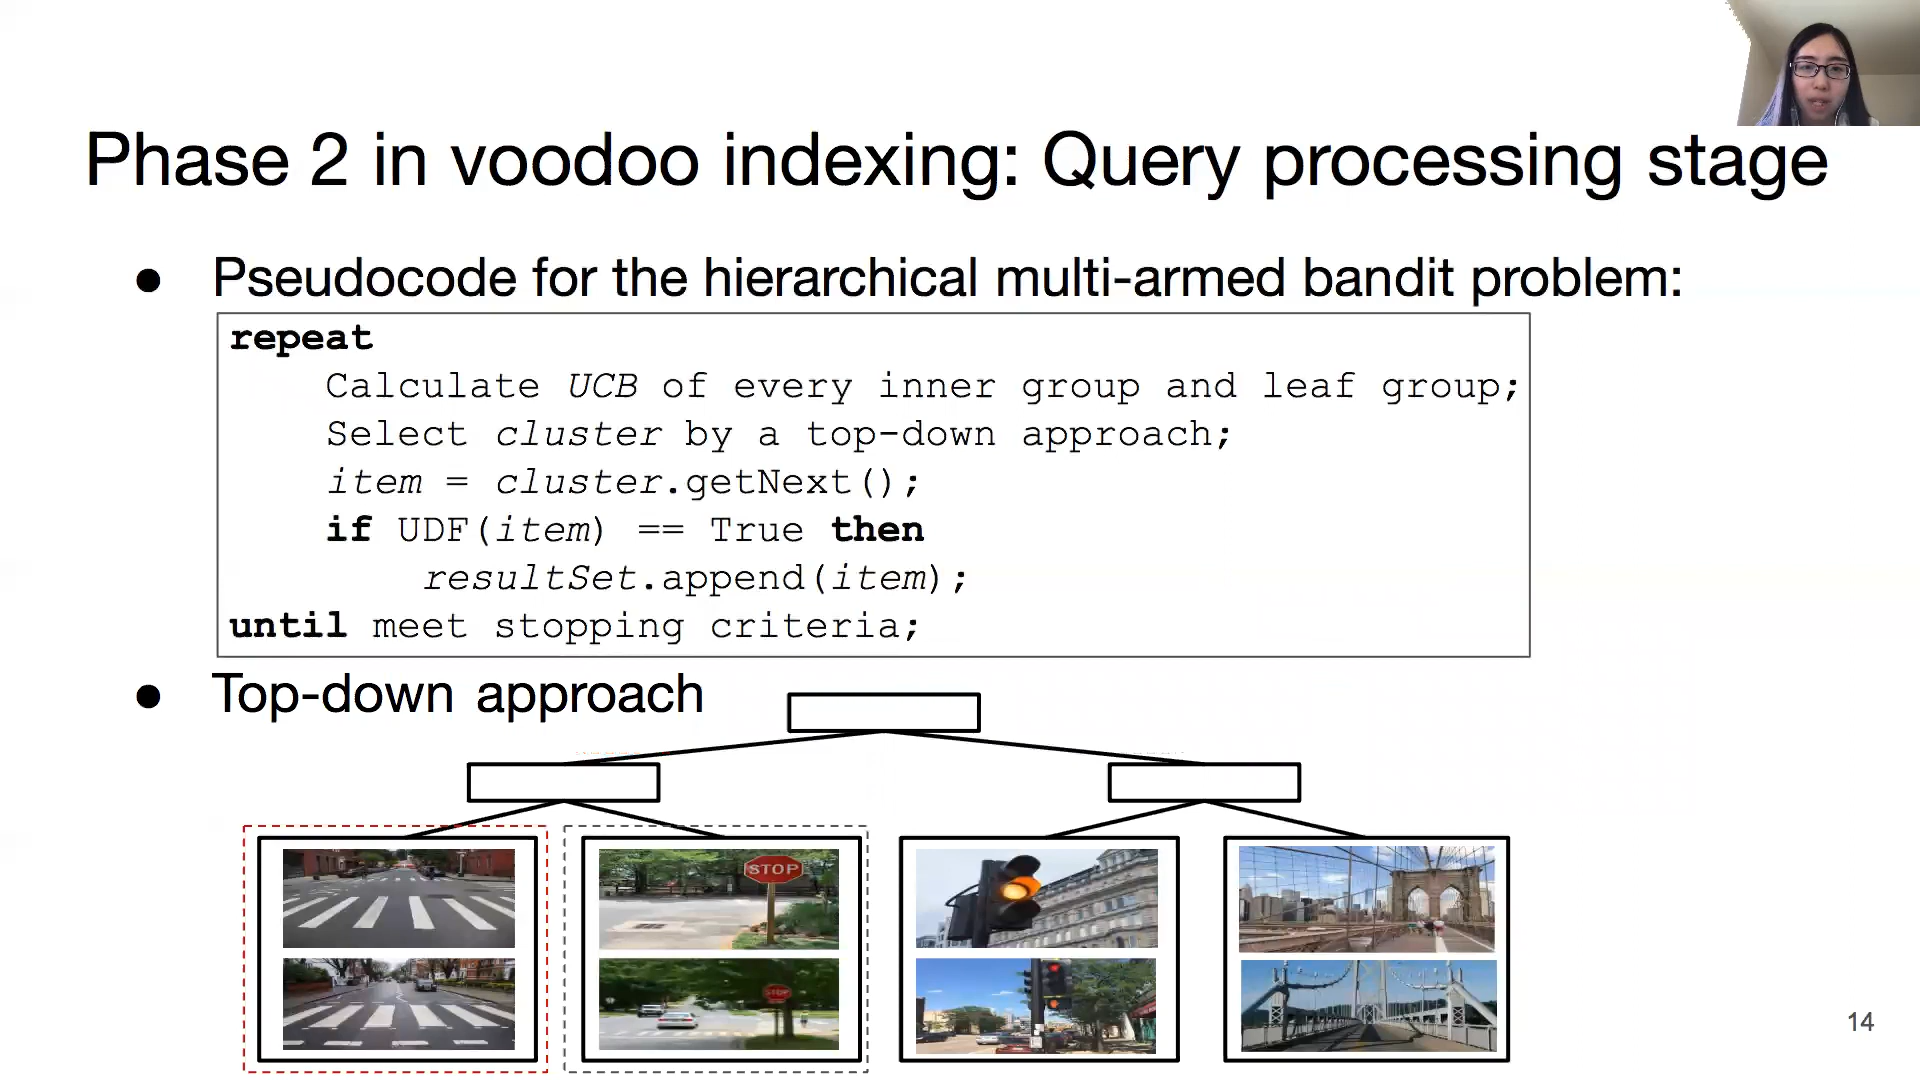 Phase 2 in voodoo indexing: Query processing stage
● Pseudocode for the hierarchical multi-armed bandit problem:
repeat
Calculate UCB of every inner group and leaf group;
Select cluster by a top-down approach;
item = cluster.getNext();
if UDF(item) == True then
resultSet.append(item);
until meet stopping criteria;
● Top-down approach
STOP
STOP
14